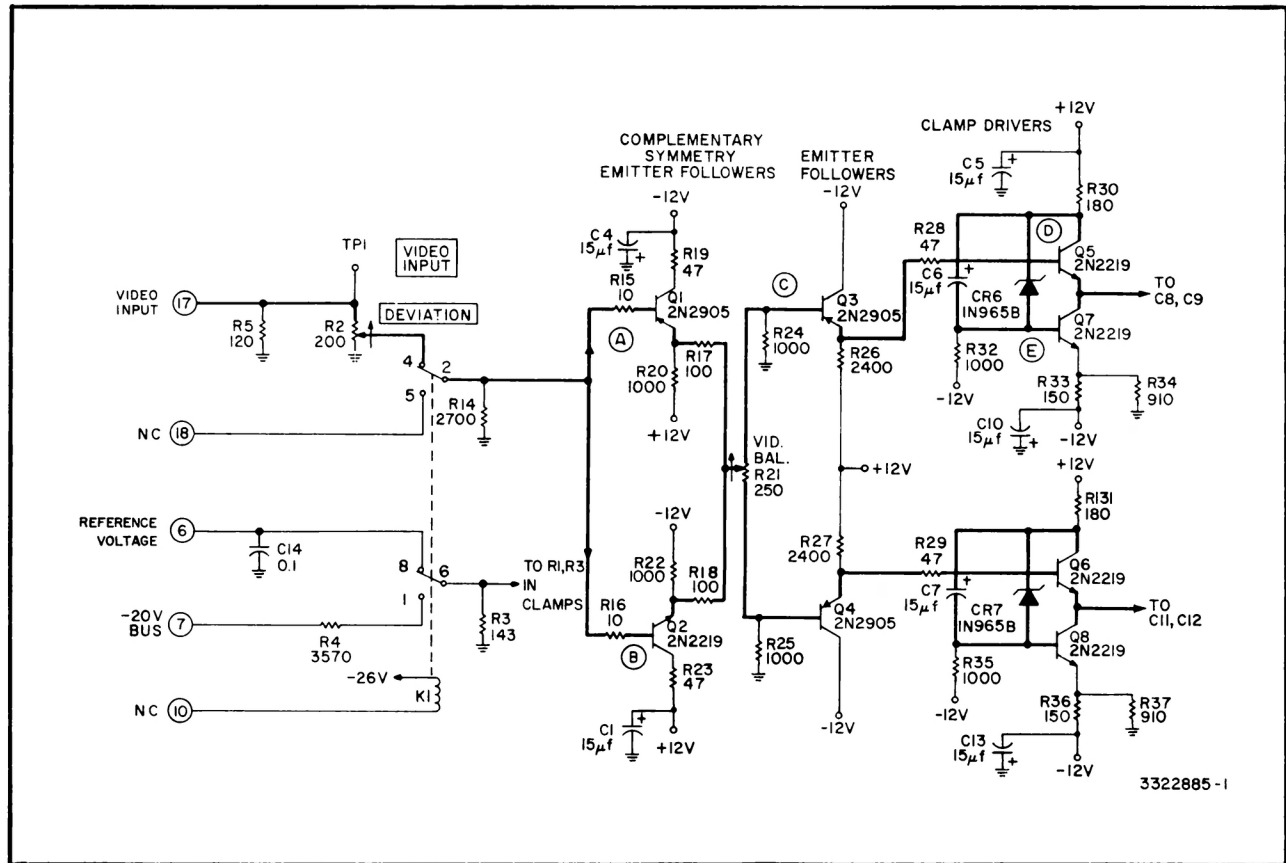 COMPLEMENTARY
SYMMETRY
EMITTER FOLLOWERS
EMITTER
FOLLOWERS
CLAMP DRIVERS
+12V
C5
15µf
+
R30
180
-12V
C4
15µf
+
R19
47
-12V
TP1
VIDEO
INPUT
VIDEO
INPUT
17
R5
120
R2
200
DEVIATION
4
2
5
R14
2700
NC
18
R15
10
A
Q1
2N2905
R17
100
R20
1000
+12V
C
R24
1000
Q3
2N2905
R26
2400
R28
47
C6
15µf
+
CR6
1N965B
D
Q5
2N2219
TO
C8, C9
Q7
2N2219
E
R32
1000
-12V
R33
150
R34
910
C10
15µf
+
-12V
VID.
BAL.
R21
250
+12V
REFERENCE
VOLTAGE
6
C14
0.1
8
6
1
TO R1,R3
IN
CLAMPS
R3
143
-20V
BUS
7
R4
3570
-26V
K1
NC
10
-12V
R22
1000
R18
100
R16
10
B
Q2
2N2219
R23
47
C1
15µf
+
+12V
R27
2400
Q4
2N2905
R25
1000
-12V
+12V
R131
180
R29
47
C7
15µf
+
CR7
1N965B
Q6
2N2219
TO
C11, C12
Q8
2N2219
R35
1000
-12V
R36
150
R37
910
C13
15µf
+
-12V
3322885-1